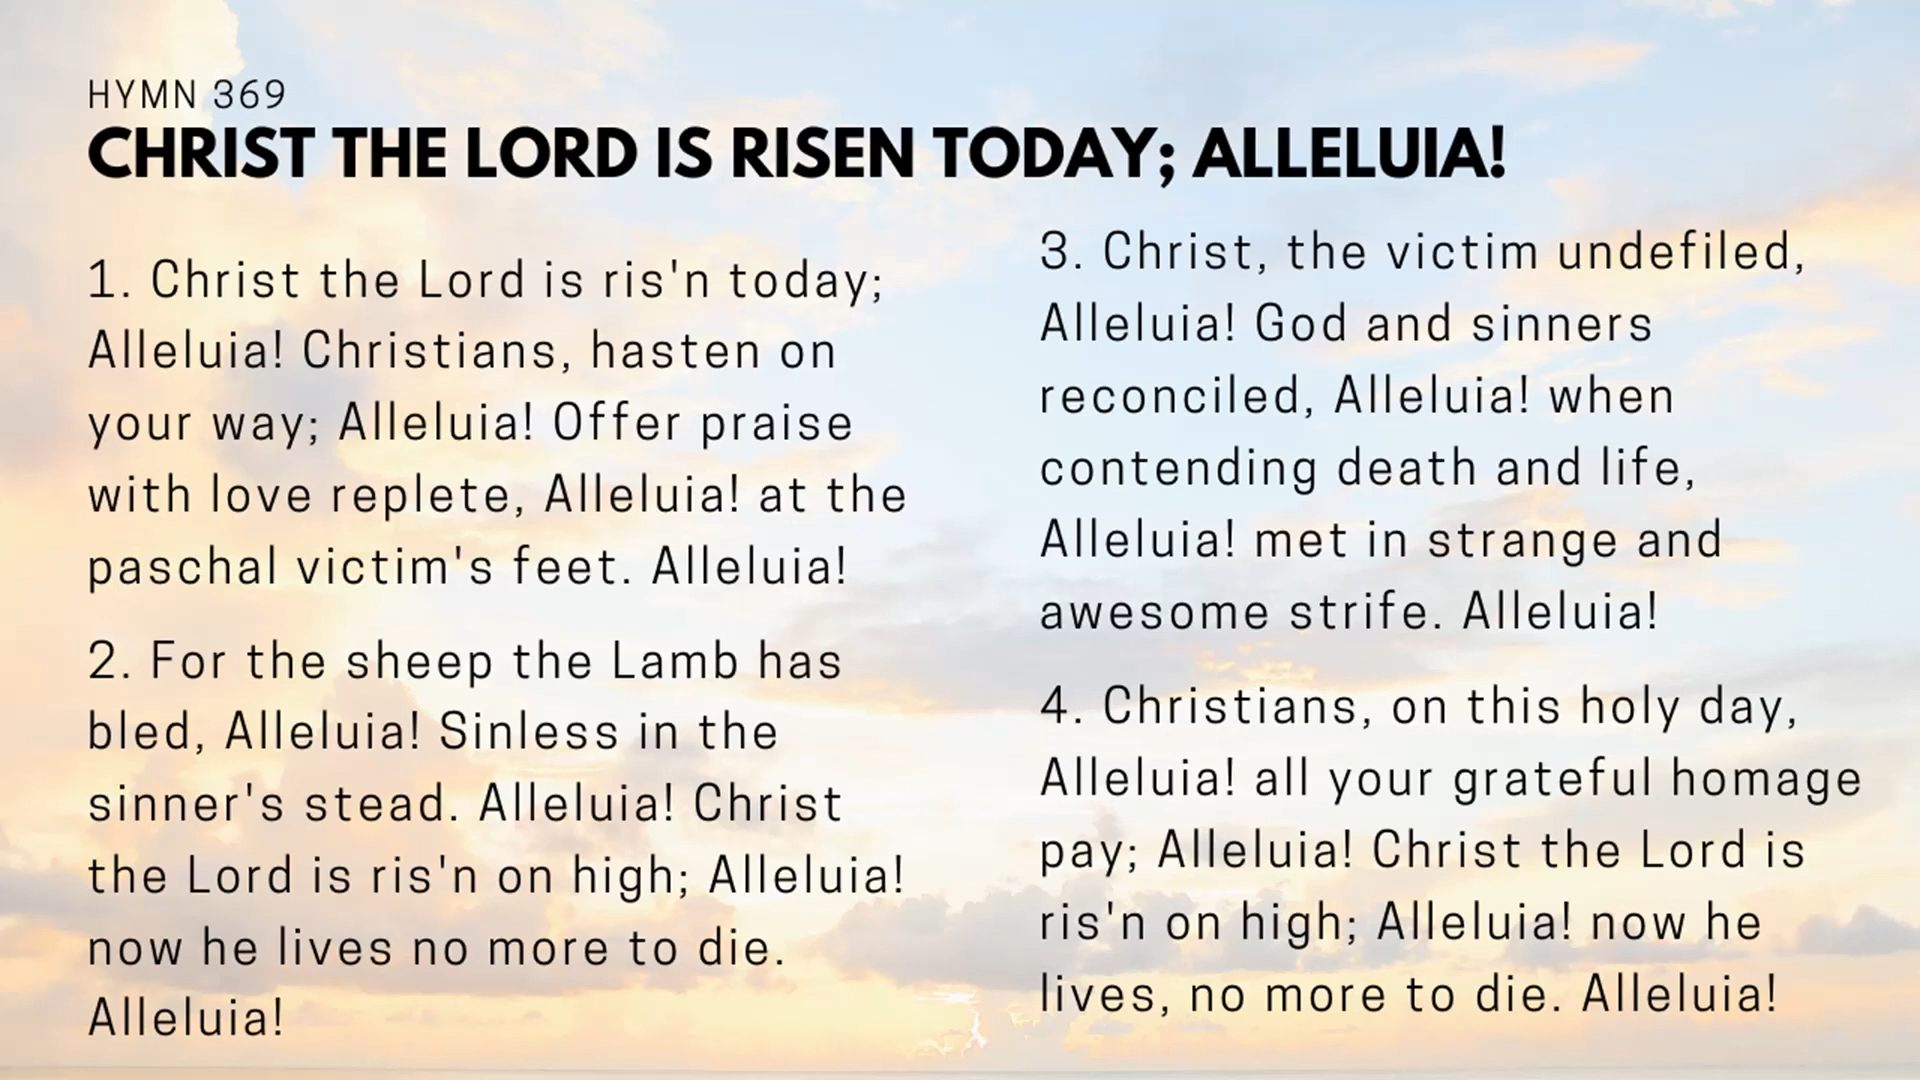 HYMN 369
CHRIST THE LORD IS RISEN TODAY; ALLELUIA!
1. Christ the Lord is ris'n today;
Alleluia! Christians, hasten on
your way; Alleluia! Offer praise
with love replete, Alleluia! at the
paschal victim's feet. Alleluia!
2. For the sheep the Lamb has
bled, Alleluia! Sinless in the
sinner's stead. Alleluia! Christ
the Lord is ris'n on high; Alleluia!
now he lives no more to die.
Alleluia!
3. Christ, the victim undefiled,
Alleluia! God and sinners
reconciled, Alleluia! when
contending death and life,
Alleluia! met in strange and
awesome strife. Alleluia!
4. Christians, on this holy day,
Alleluia! all your grateful homage
pay; Alleluia! Christ the Lord is
ris'n on high; Alleluia! now he
lives, no more to die. Alleluia!